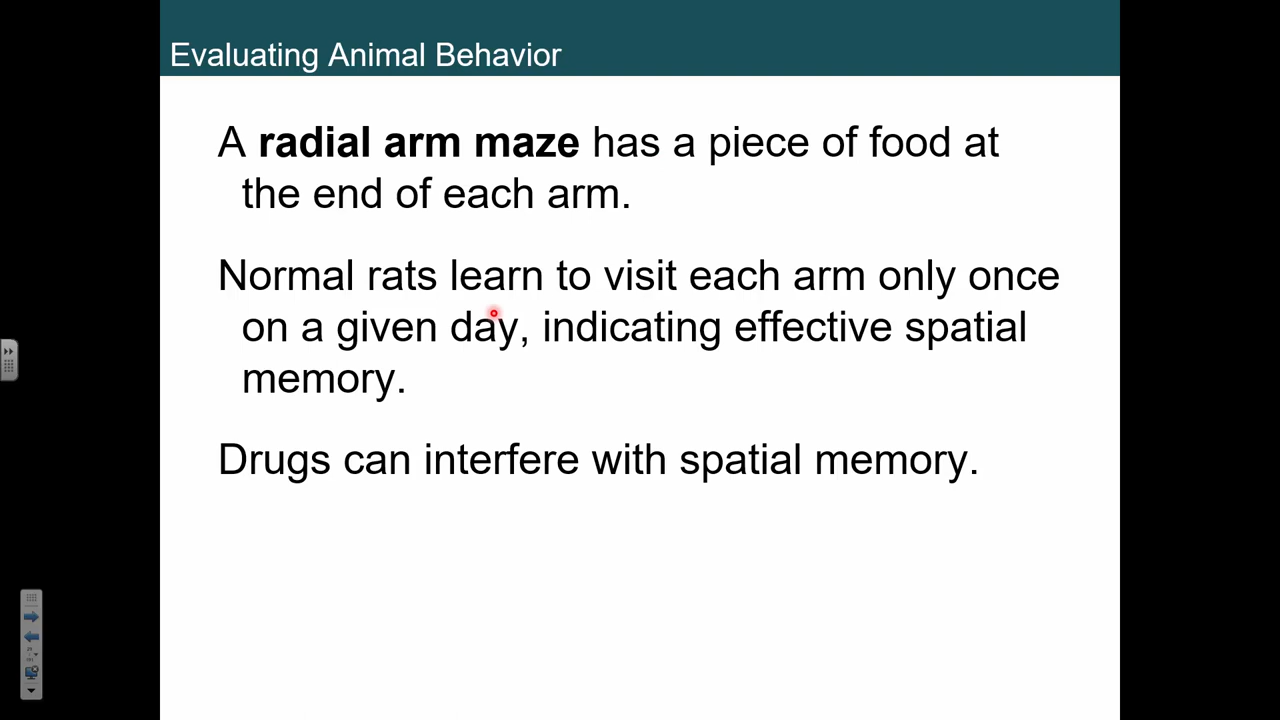 Evaluating Animal Behavior
A radial arm maze has a piece of food at
the end of each arm.
Normal rats learn to visit each arm only once
on a given day, indicating effective spatial
memory.
Drugs can interfere with spatial memory.